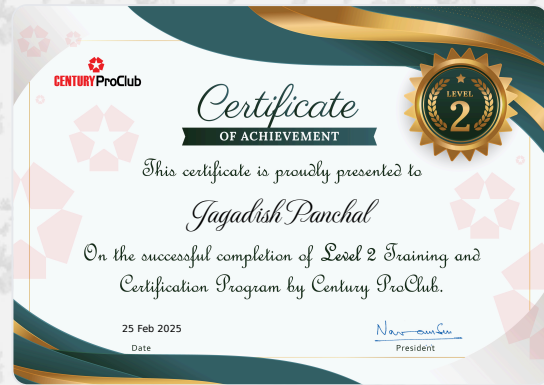 CENTURY ProClub
LEVEL
2
Certificate
OF ACHIEVEMENT
This certificate is proudly presented to
Jagadish Panchal
On the successful completion of Level 2 Training and
Certification Program by Century ProClub.
25 Feb 2025
Date
President